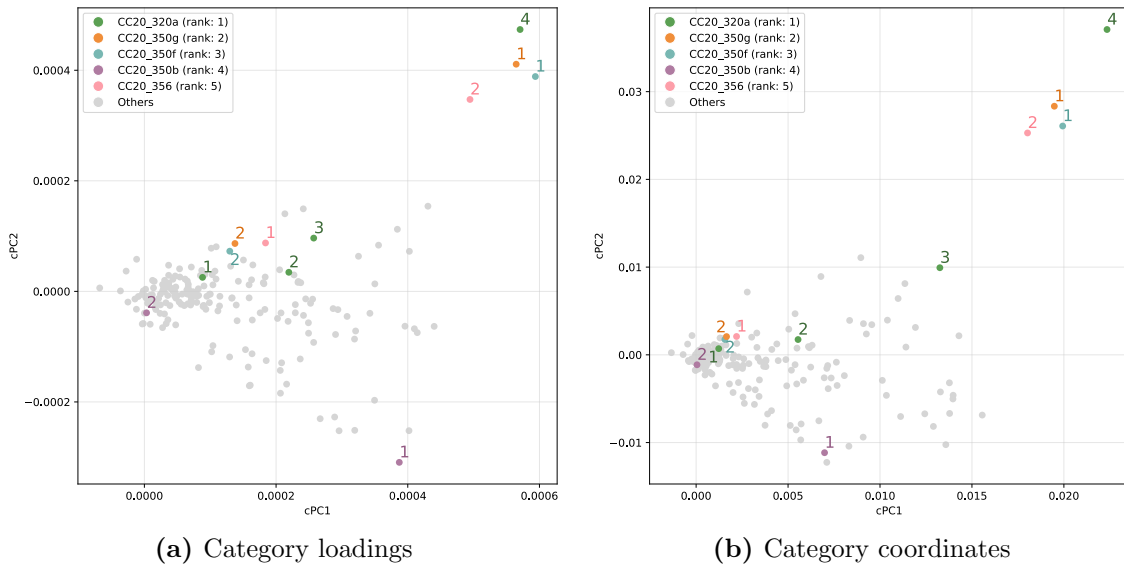 CC20_320a (rank: 1)
CC20_350g (rank: 2)
CC20_350f (rank: 3)
CC20_350b (rank: 4)
CC20_356 (rank: 5)
Others
4
1
1
2
3
2
1
2
2
1
2
1
0.0004
0.0002
0.0000
−0.0002
cPC2
0.0000
0.0002
0.0004
0.0006
cPC1
(a) Category loadings
CC20_320a (rank: 1)
CC20_350g (rank: 2)
CC20_350f (rank: 3)
CC20_350b (rank: 4)
CC20_356 (rank: 5)
Others
4
1
1
2
3
2
1
2
2
2
1
1
0.03
0.02
0.01
0.00
−0.01
cPC2
0.000
0.005
0.010
0.015
0.020
cPC1
(b) Category coordinates